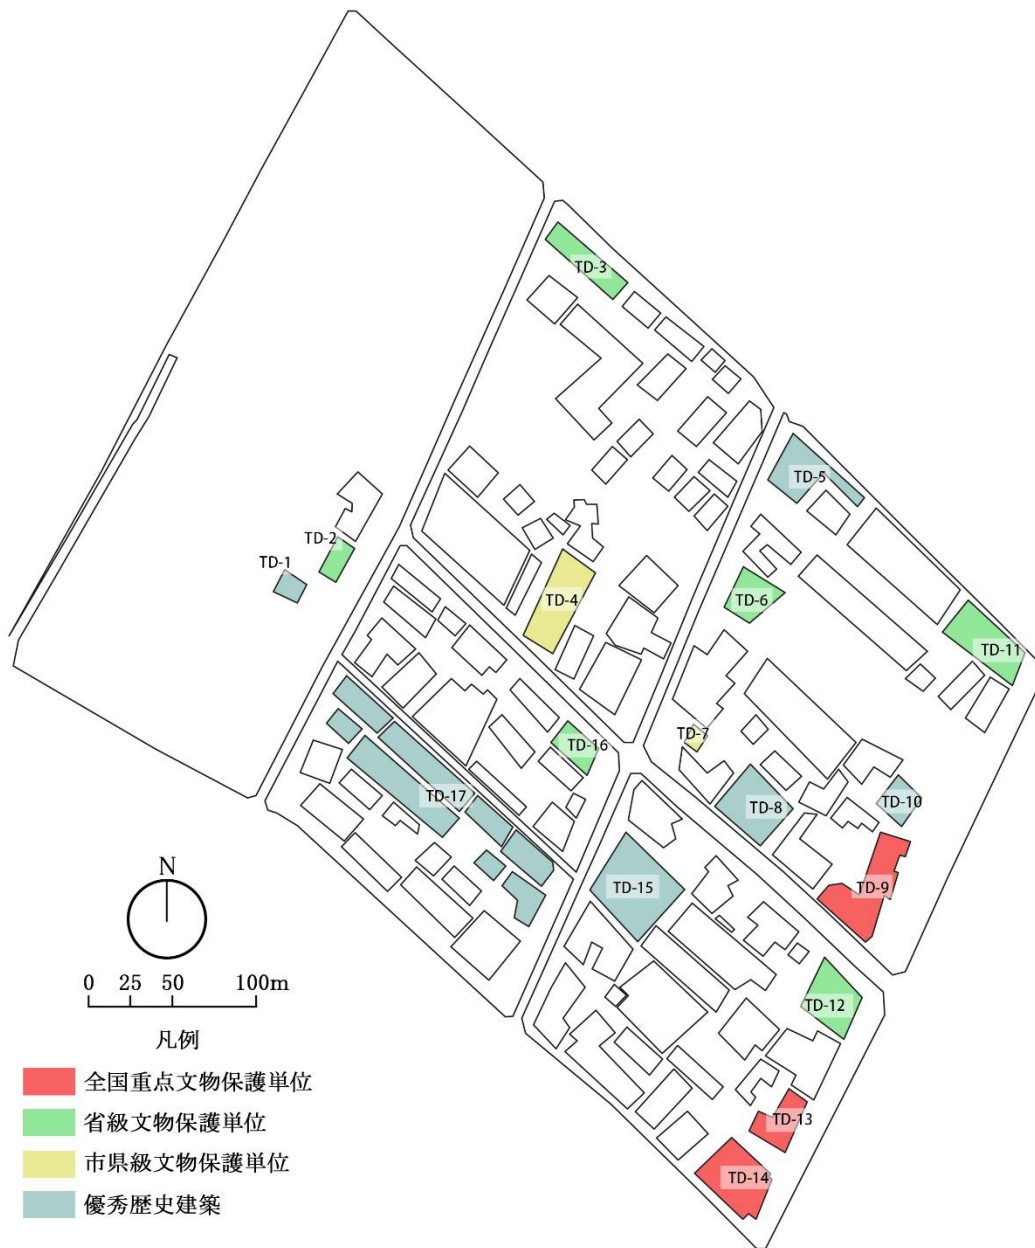 TD-3
TD-5
TD-2
TD-1
TD-4
TD-6
TD-11
TD-7
TD-16
TD-17
TD-8
TD-10
TD-15
TD-9
N
TD-12
0 25 50 100m
凡例
全国重点文物保護単位
省級文物保護単位
TD-13
市県級文物保護単位
TD-14
優秀歴史建築